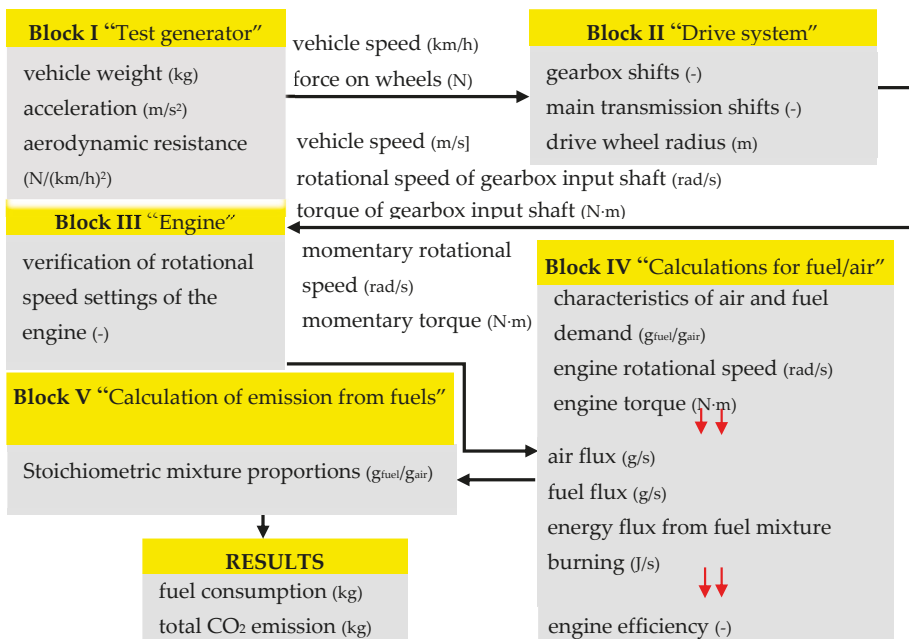 Block I “Test generator”
vehicle weight (kg)
acceleration (m/s²)
aerodynamic resistance
(N/(km/h)²)
vehicle speed (km/h)
force on wheels (N)
Block II “Drive system”
gearbox shifts (-)
main transmission shifts (-)
drive wheel radius (m)
vehicle speed (m/s]
rotational speed of gearbox input shaft (rad/s)
torque of gearbox input shaft (N·m)
Block III “Engine”
verification of rotational
speed settings of the
engine (-)
momentary rotational
speed (rad/s)
momentary torque (N·m)
Block IV “Calculations for fuel/air”
characteristics of air and fuel
demand (gfuel/gair)
engine rotational speed (rad/s)
engine torque (N·m)
air flux (g/s)
fuel flux (g/s)
energy flux from fuel mixture
burning (J/s)
engine efficiency (-)
Block V “Calculation of emission from fuels”
Stoichiometric mixture proportions (gfuel/gair)
RESULTS
fuel consumption (kg)
total CO₂ emission (kg)